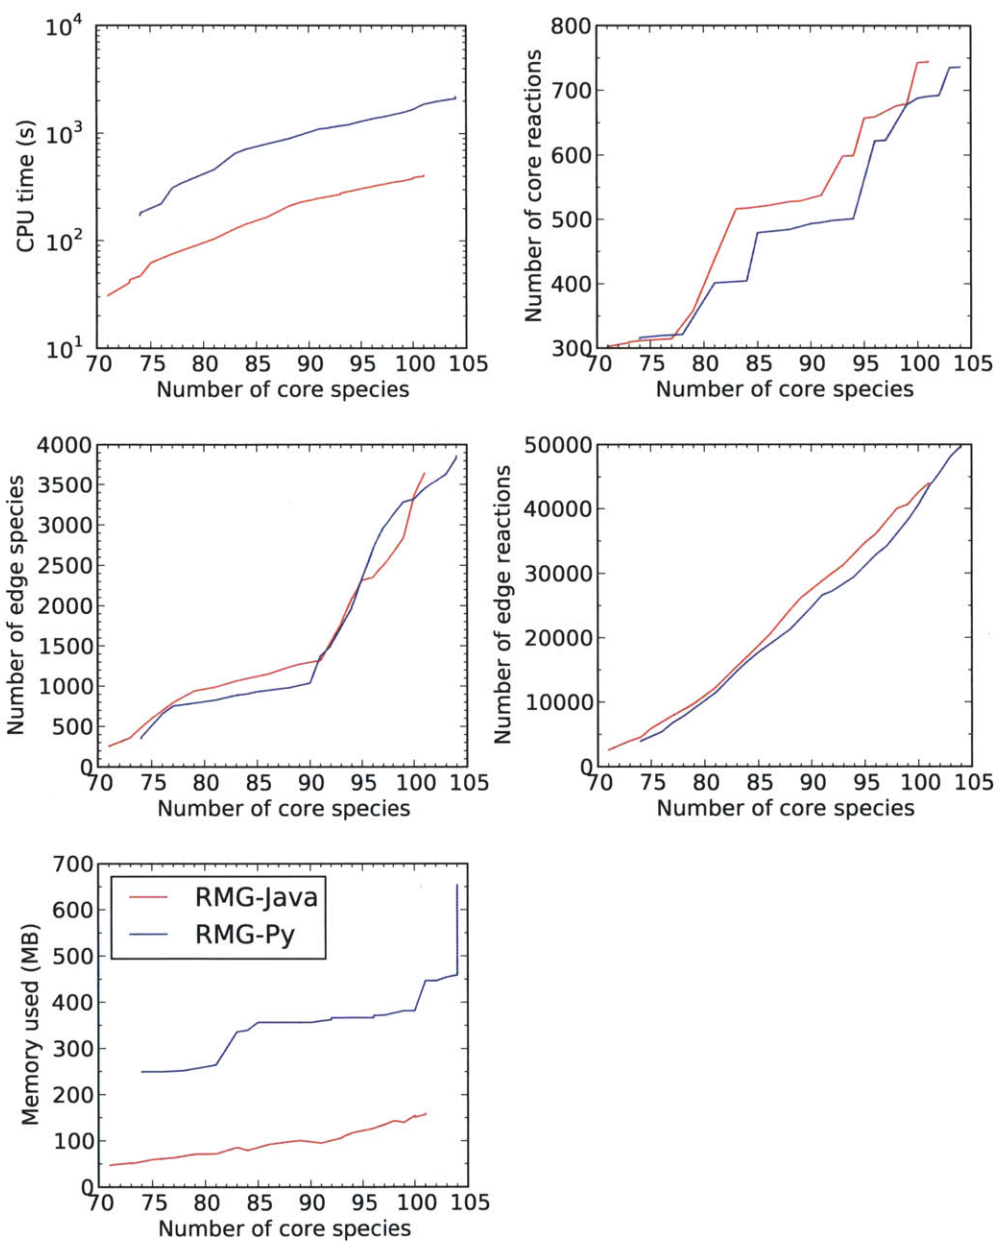 10^4
10^3
10^2
10^1
CPU time (s)
70 75 80 85 90 95 100 105
Number of core species
800
700
600
500
400
300
Number of core reactions
70 75 80 85 90 95 100 105
Number of core species
4000
3500
3000
2500
2000
1500
1000
500
0
Number of edge species
70 75 80 85 90 95 100 105
Number of core species
50000
40000
30000
20000
10000
0
Number of edge reactions
70 75 80 85 90 95 100 105
Number of core species
700
600
500
400
300
200
100
0
Memory used (MB)
RMG-Java
RMG-Py
70 75 80 85 90 95 100 105
Number of core species